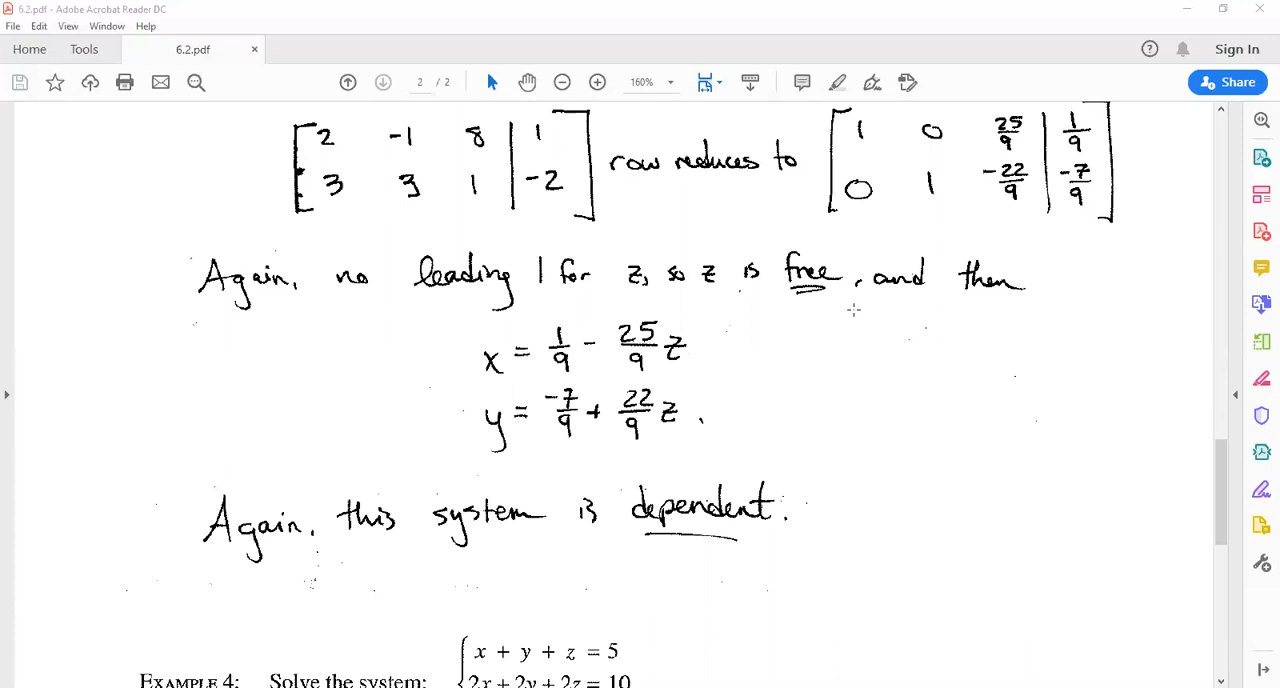 6.2.pdf - Adobe Acrobat Reader DC
File Edit View Window Help
Home Tools 6.2.pdf × Sign In
2 / 2 160% Share
[ 2 -1 8 | 1 ] row reduces to [ 1 0 25/9 | 1/9 ]
[ 3 3 1 | -2 ] [ 0 1 -22/9 | -7/9 ]
Again, no leading 1 for z, so z is free, and then
x = 1/9 - 25/9 z
y = -7/9 + 22/9 z.
Again, this system is dependent.
x + y + z = 5
EXAMPLE 4: Solve the system: { 2x + 2y + 2z = 10